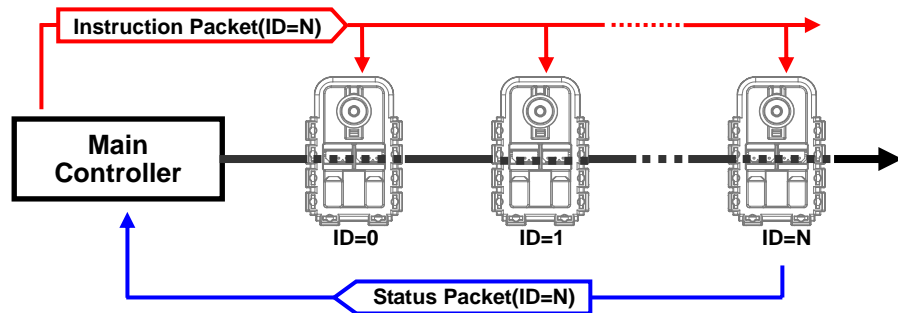 Instruction Packet(ID=N)
Main
Controller
ID=0
ID=1
ID=N
Status Packet(ID=N)